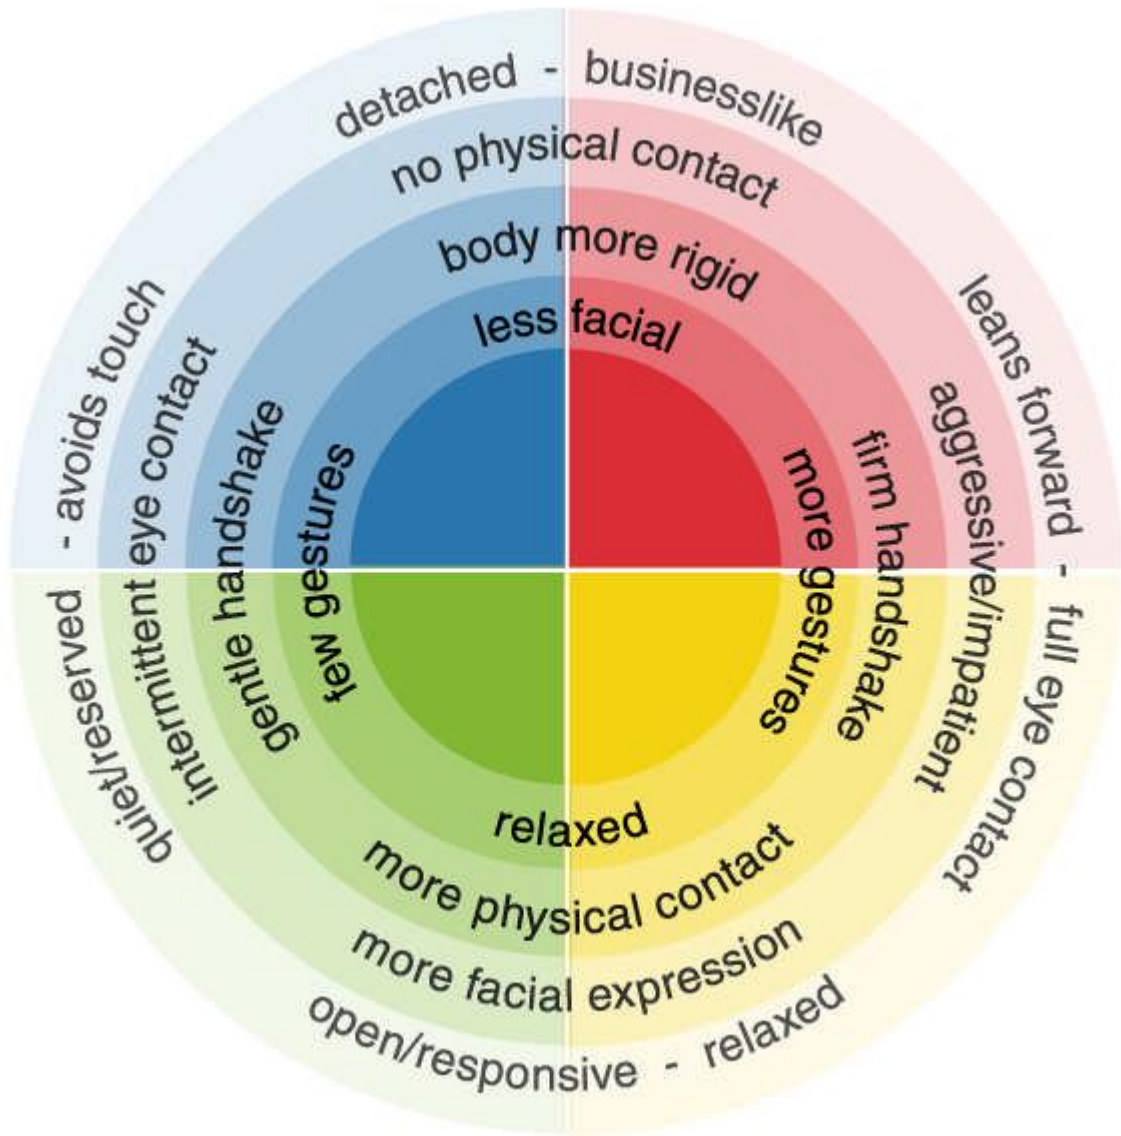 detached - businesslike
no physical contact
body more rigid
less facial
leans forward - full eye contact
aggressive/impatient
firm handshake
more gestures
quiet/reserved - avoids touch
intermittent eye contact
gentle handshake
few gestures
relaxed
more physical contact
more facial expression
open/responsive - relaxed